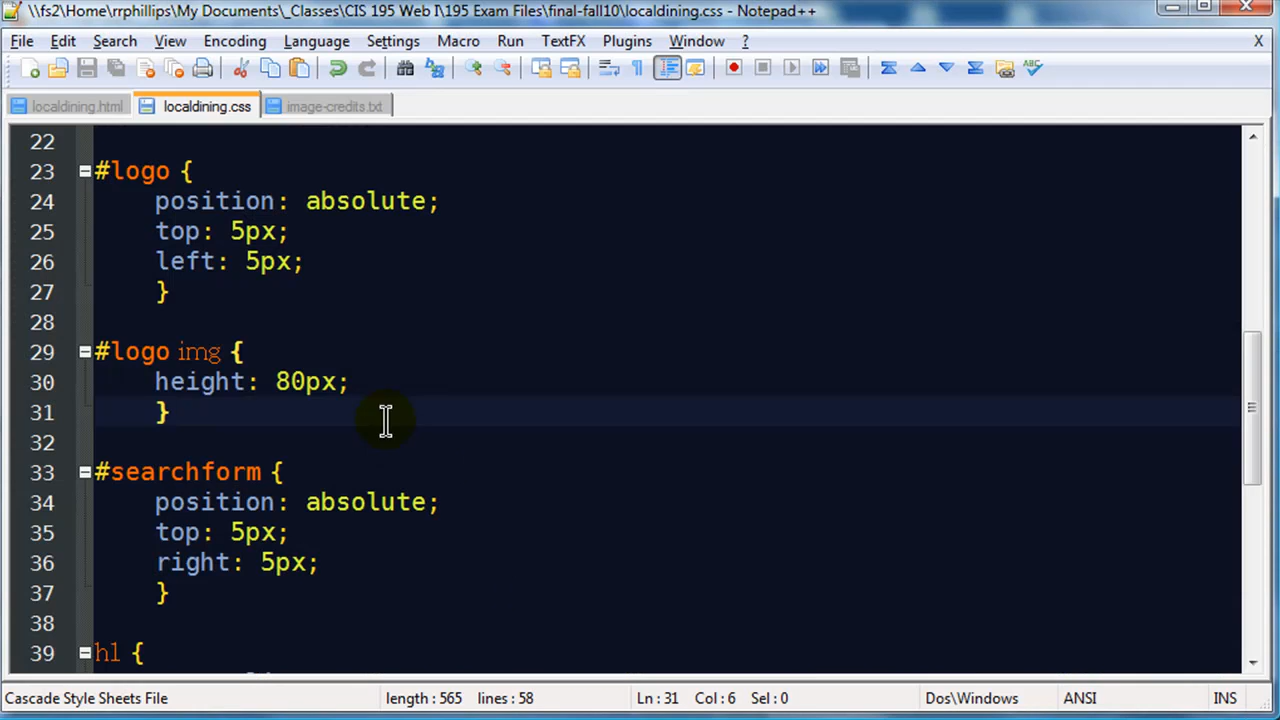 \\fs2\Home\rrphillips\My Documents\_Classes\CIS 195 Web I\195 Exam Files\final-fall10\localdining.css - Notepad++
File Edit Search View Encoding Language Settings Macro Run TextFX Plugins Window ? X
localdining.html localdining.css image-credits.txt
22
23 #logo {
24 position: absolute;
25 top: 5px;
26 left: 5px;
27 }
28
29 #logo img {
30 height: 80px;
31 }
32
33 #searchform {
34 position: absolute;
35 top: 5px;
36 right: 5px;
37 }
38
39 h1 {
Cascade Style Sheets File length : 565 lines : 58 Ln : 31 Col : 6 Sel : 0 Dos\Windows ANSI INS